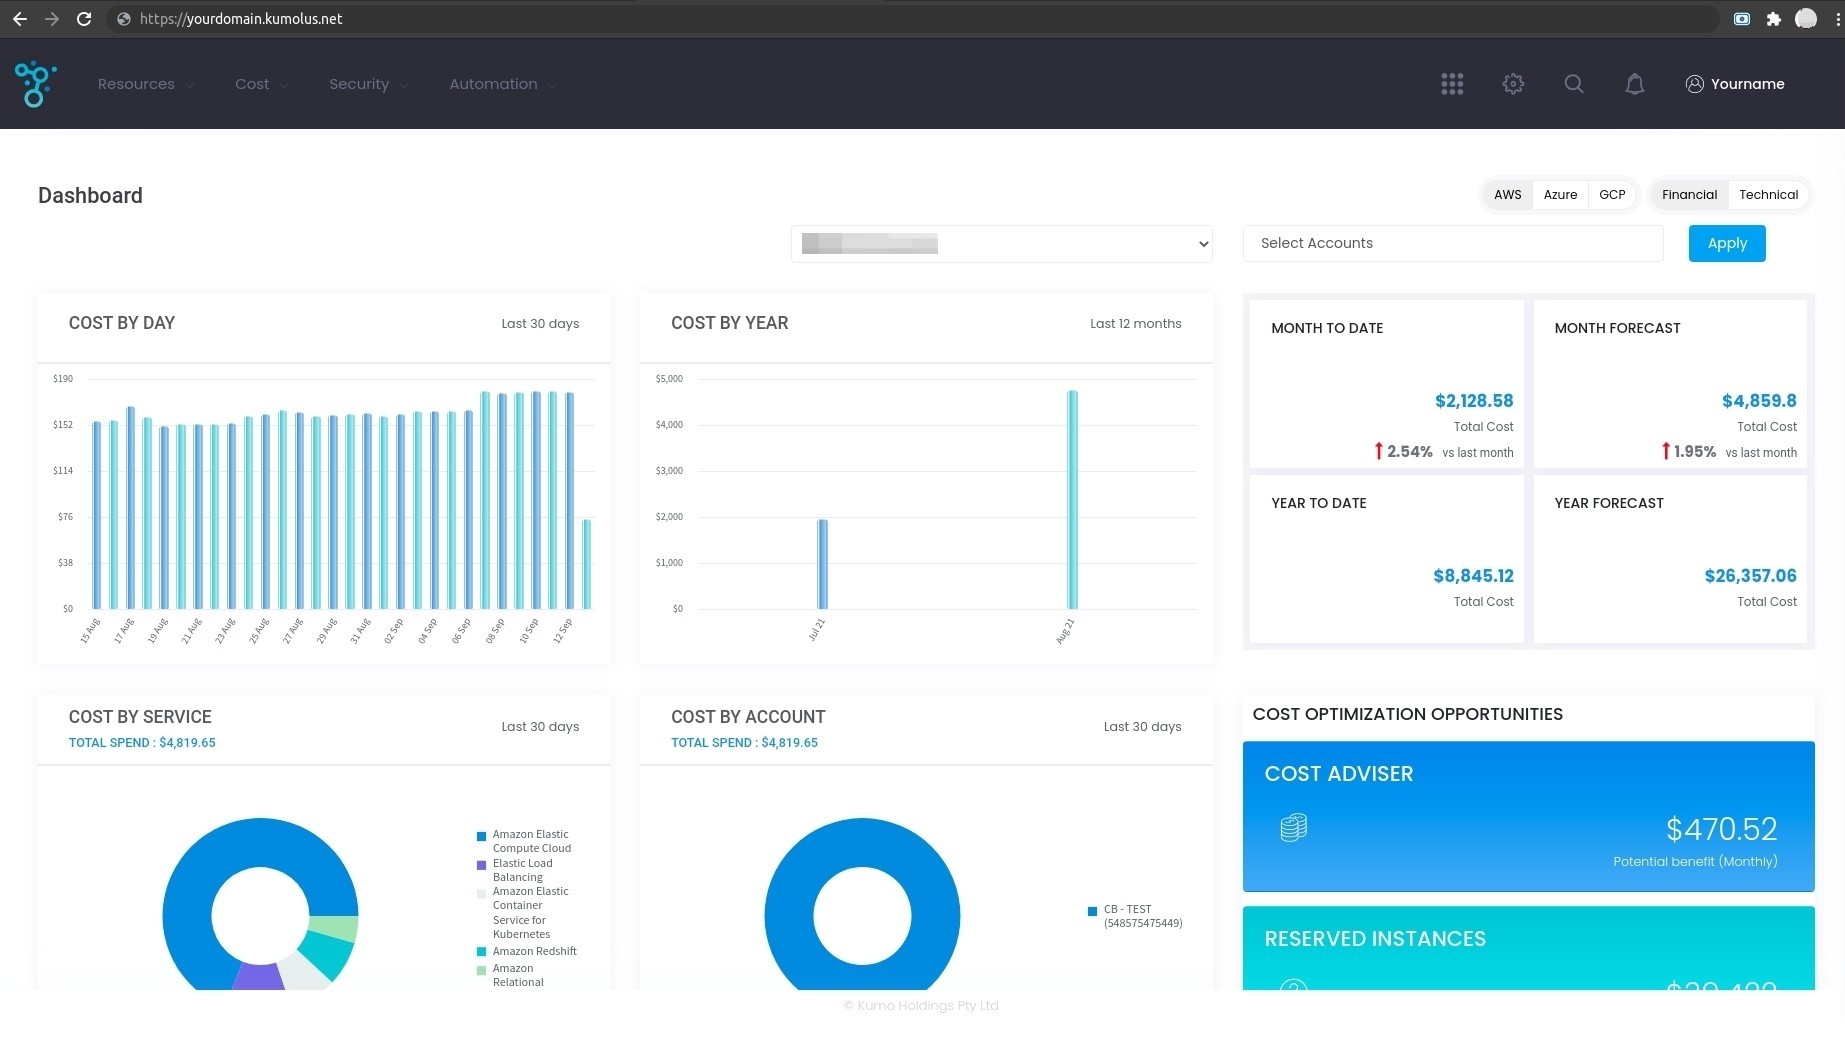 https://yourdomain.kumolus.net
Resources
Cost
Security
Automation
Yourname
Dashboard
AWS
Azure
GCP
Financial
Technical
Select Accounts
Apply
COST BY DAY
Last 30 days
$190
$152
$114
$76
$38
$0
15 Aug
17 Aug
19 Aug
21 Aug
23 Aug
25 Aug
27 Aug
29 Aug
31 Aug
02 Sep
04 Sep
06 Sep
08 Sep
10 Sep
12 Sep
COST BY YEAR
Last 12 months
$5,000
$4,000
$3,000
$2,000
$1,000
$0
Jul 21
Aug 21
MONTH TO DATE
$2,128.58
Total Cost
2.54% vs last month
MONTH FORECAST
$4,859.8
Total Cost
1.95% vs last month
YEAR TO DATE
$8,845.12
Total Cost
YEAR FORECAST
$26,357.06
Total Cost
COST BY SERVICE
Last 30 days
TOTAL SPEND : $4,819.65
Amazon Elastic
Compute Cloud
Elastic Load
Balancing
Amazon Elastic
Container
Service for
Kubernetes
Amazon Redshift
Amazon
Relational
COST BY ACCOUNT
Last 30 days
TOTAL SPEND : $4,819.65
CB - TEST
(548575475449)
COST OPTIMIZATION OPPORTUNITIES
COST ADVISER
$470.52
Potential benefit (Monthly)
RESERVED INSTANCES
© Kumo Holdings Pty Ltd